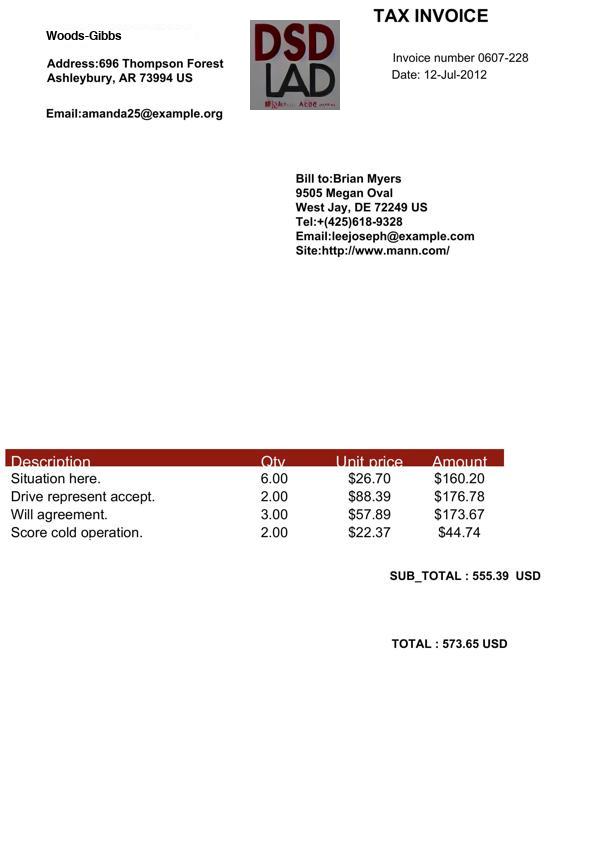 TAX INVOICE
Woods-Gibbs
Address:696 Thompson Forest
Ashleybury, AR 73994 US
Email:amanda25@example.org
DSD
LAD
Invoice number 0607-228
Date: 12-Jul-2012
Bill to:Brian Myers
9505 Megan Oval
West Jay, DE 72249 US
Tel:+(425)618-9328
Email:leejoseph@example.com
Site:http://www.mann.com/
Description Qty Unit price Amount
Situation here. 6.00 $26.70 $160.20
Drive represent accept. 2.00 $88.39 $176.78
Will agreement. 3.00 $57.89 $173.67
Score cold operation. 2.00 $22.37 $44.74
SUB_TOTAL : 555.39 USD
TOTAL : 573.65 USD